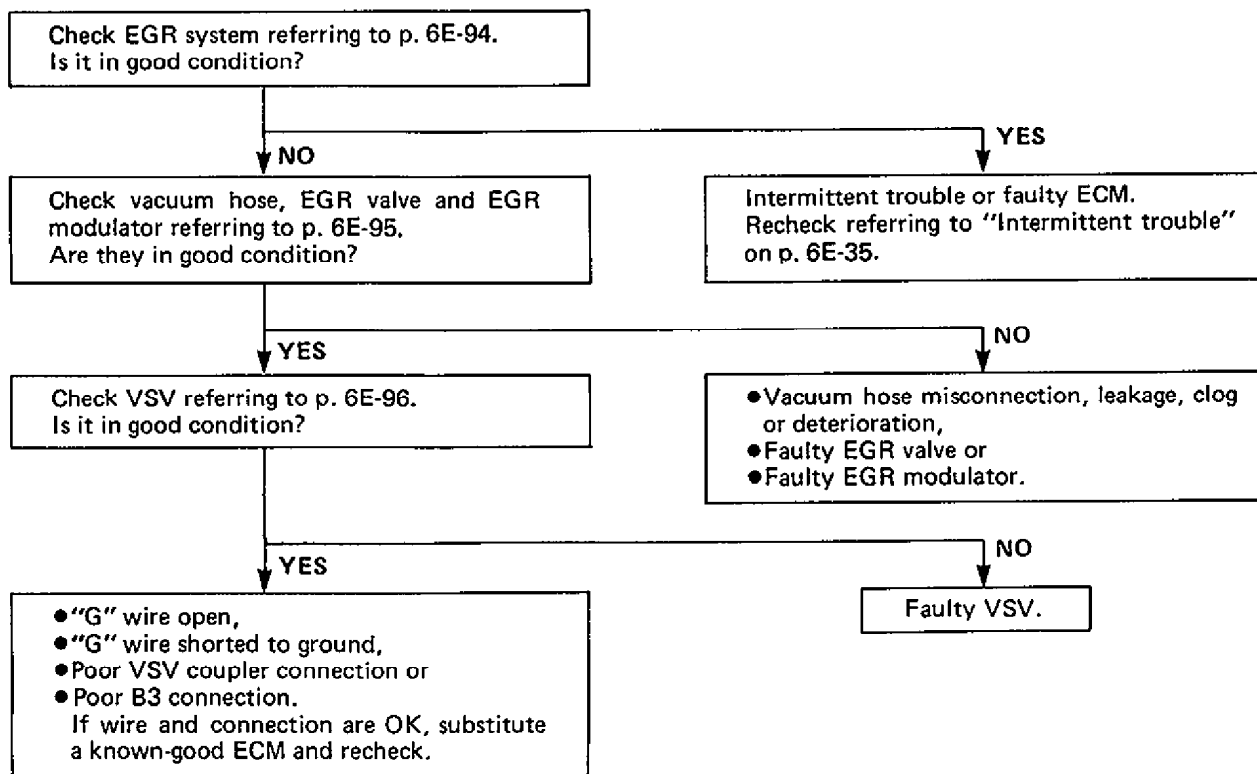 Check EGR system referring to p. 6E-94.
Is it in good condition?
YES
NO
Check vacuum hose, EGR valve and EGR
modulator referring to p. 6E-95.
Are they in good condition?
Intermittent trouble or faulty ECM.
Recheck referring to “Intermittent trouble”
on p. 6E-35.
NO
YES
Check VSV referring to p. 6E-96.
Is it in good condition?
●Vacuum hose misconnection, leakage, clog
or deterioration,
●Faulty EGR valve or
●Faulty EGR modulator.
NO
YES
●“G” wire open,
●“G” wire shorted to ground,
●Poor VSV coupler connection or
●Poor B3 connection.
If wire and connection are OK, substitute
a known-good ECM and recheck.
Faulty VSV.